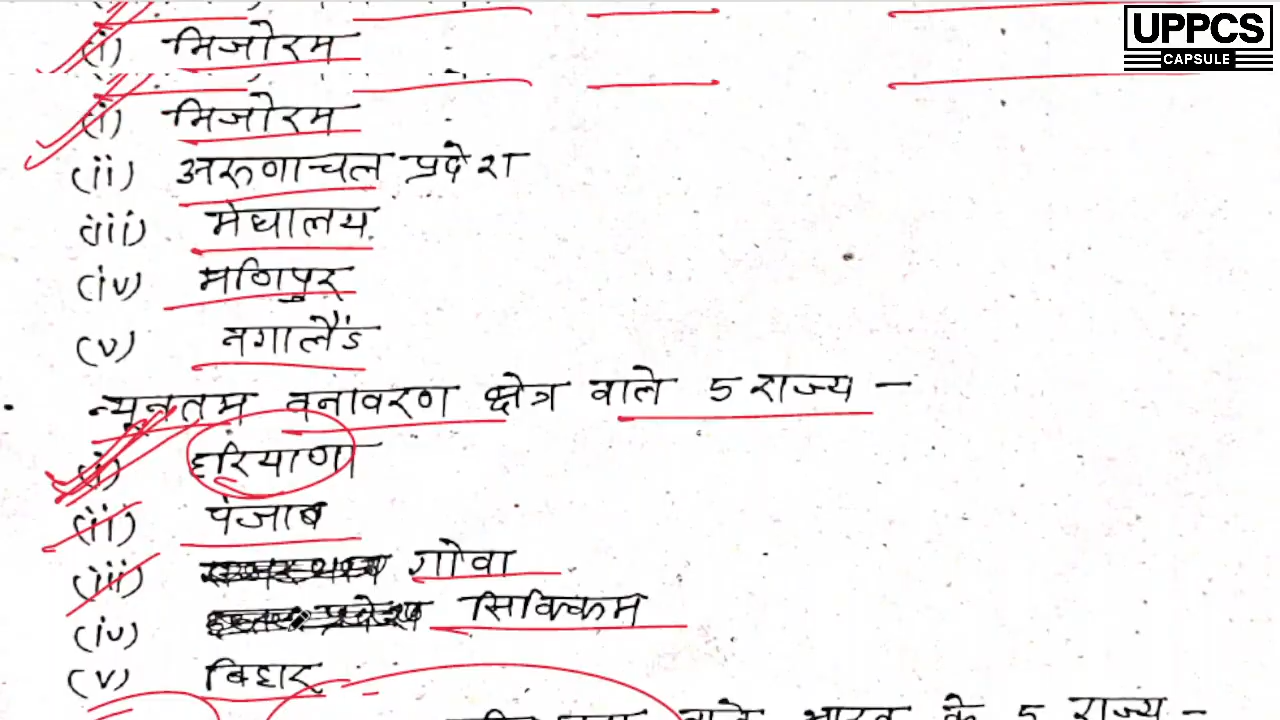 UPPCS
CAPSULE
(i) मिजोरम
(i) मिजोरम
(ii) अरुणाचल प्रदेश
(iii) मेघालय
(iv) मणिपुर
(v) नगालैंड
• न्यूनतम वनावरण क्षेत्र वाले 5 राज्य –
(i) हरियाणा
(ii) पंजाब
(iii) गोवा
(iv) सिक्किम
(v) बिहार
वाले भारत के 5 राज्य –